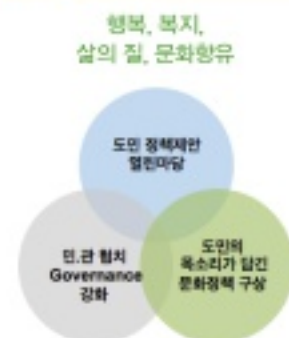 행복, 복지,
삶의 질, 문화향유
도민 정책제안
열린마당
민.관 협치
Governance
강화
도민의
목소리가 담긴
문화정책 구상